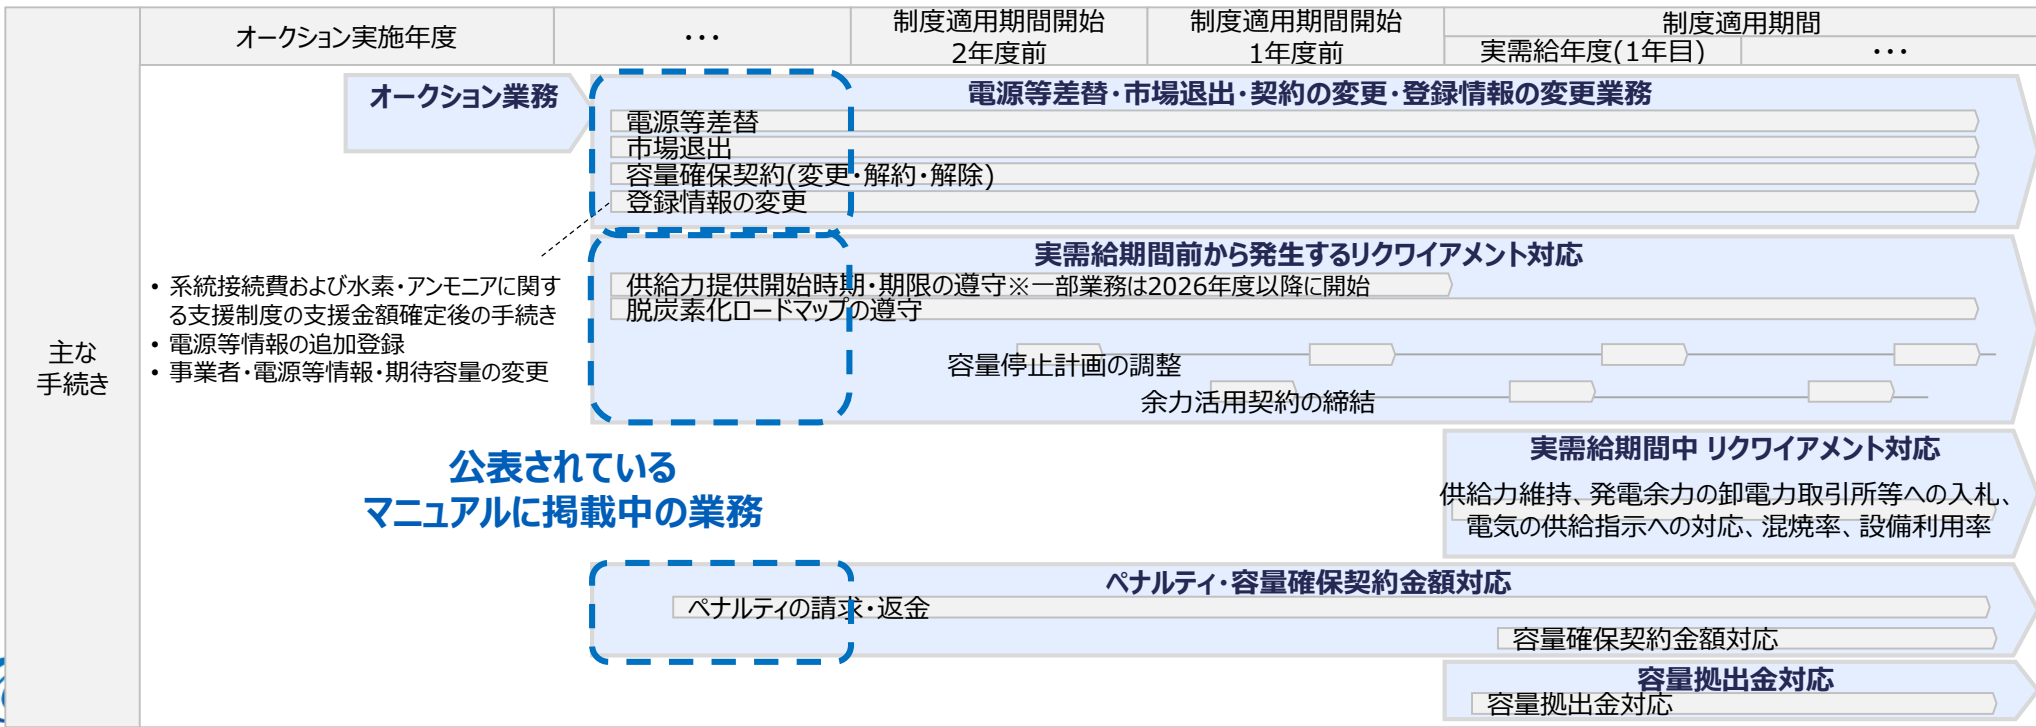 オークション実施年度
・・・
制度適用期間開始
2年度前
制度適用期間開始
1年度前
制度適用期間
実需給年度(1年目)
・・・
主な
手続き
オークション業務
電源等差替・市場退出・契約の変更・登録情報の変更業務
電源等差替
市場退出
容量確保契約(変更・解約・解除)
登録情報の変更
• 系統接続費および水素・アンモニアに関す
る支援制度の支援金額確定後の手続き
• 電源等情報の追加登録
• 事業者・電源等情報・期待容量の変更
実需給期間前から発生するリクワイアメント対応
供給力提供開始時期・期限の遵守※一部業務は2026年度以降に開始
脱炭素化ロードマップの遵守
容量停止計画の調整
余力活用契約の締結
公表されている
マニュアルに掲載中の業務
実需給期間中 リクワイアメント対応
供給力維持、発電余力の卸電力取引所等への入札、
電気の供給指示への対応、混焼率、設備利用率
ペナルティ・容量確保契約金額対応
ペナルティの請求・返金
容量確保契約金額対応
容量拠出金対応
容量拠出金対応